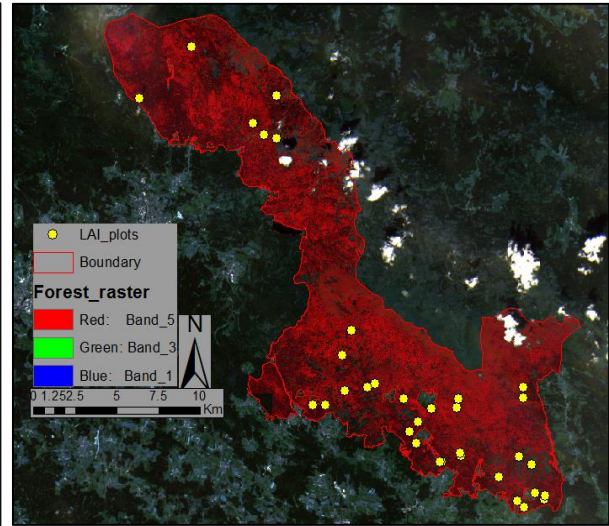 LAI_plots
Boundary
Forest_raster
Red: Band_5
Green: Band_3
Blue: Band_1
N
0 1.252.5 5 7.5 10
Km